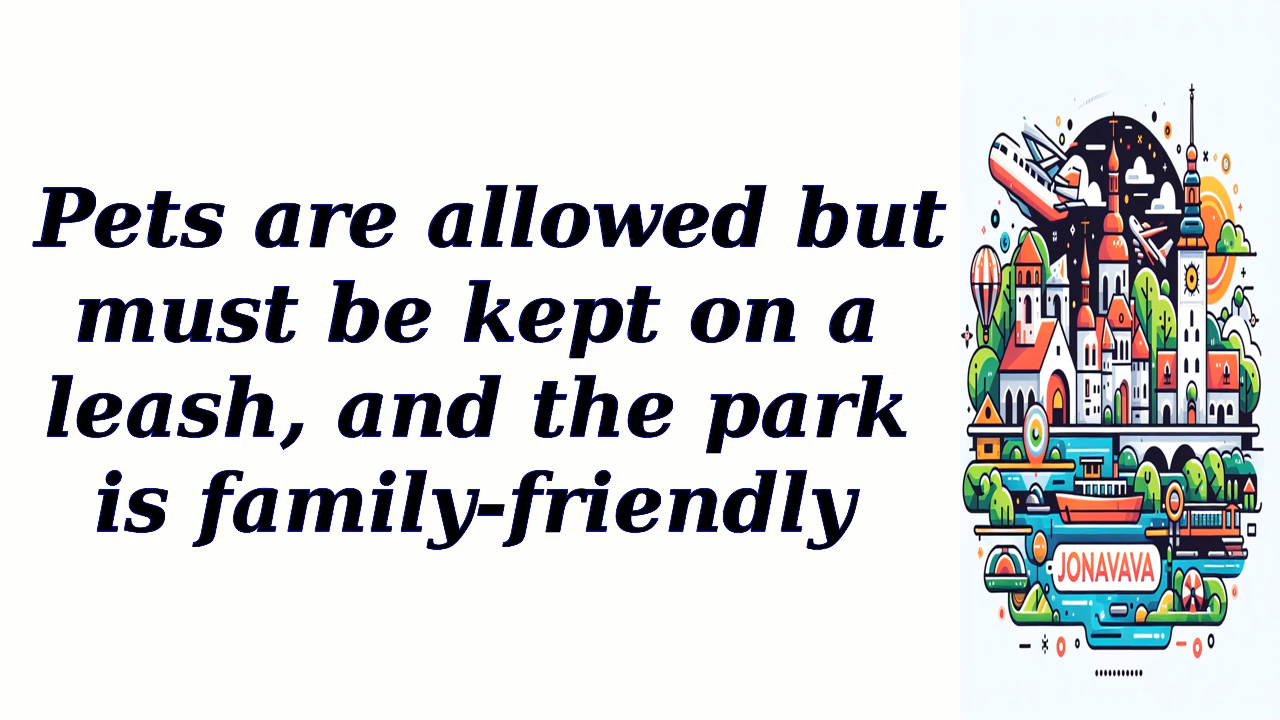 Pets are allowed but
must be kept on a
leash, and the park
is family-friendly
JONAVAVA